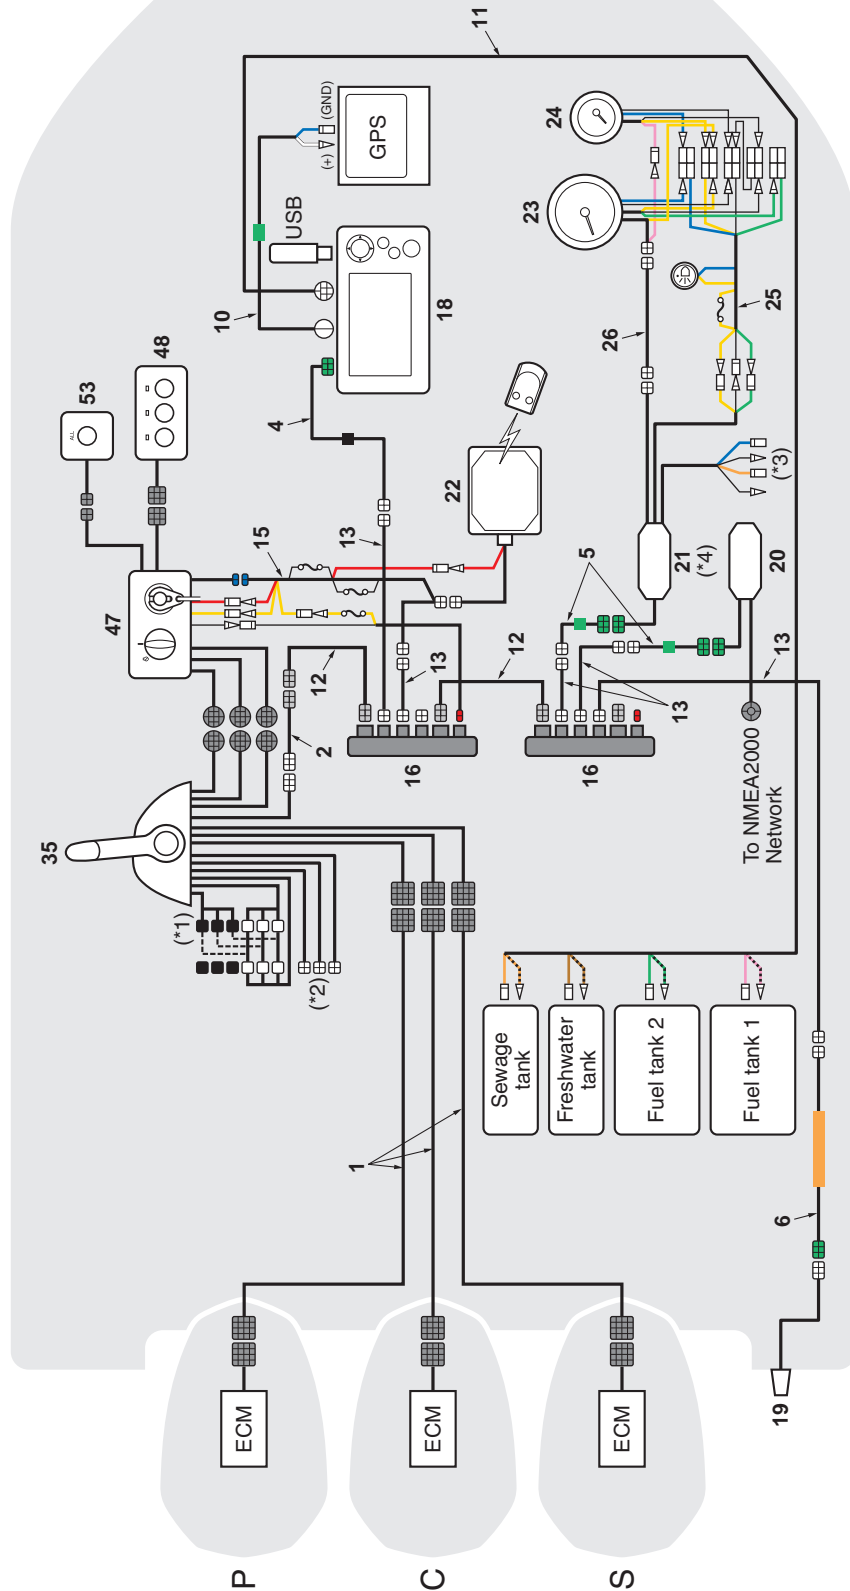 11
(GND)
(+)
GPS
USB
10
18
24
23
48
53
ALL
4
25
26
22
13
15
(*3)
47
5
21
(*4)
20
12
13
12
13
13
2
16
16
To NMEA2000
Network
35
(*1)
(*2)
Sewage
tank
Freshwater
tank
Fuel tank 2
Fuel tank 1
1
6
19
ECM
ECM
ECM
P
C
S